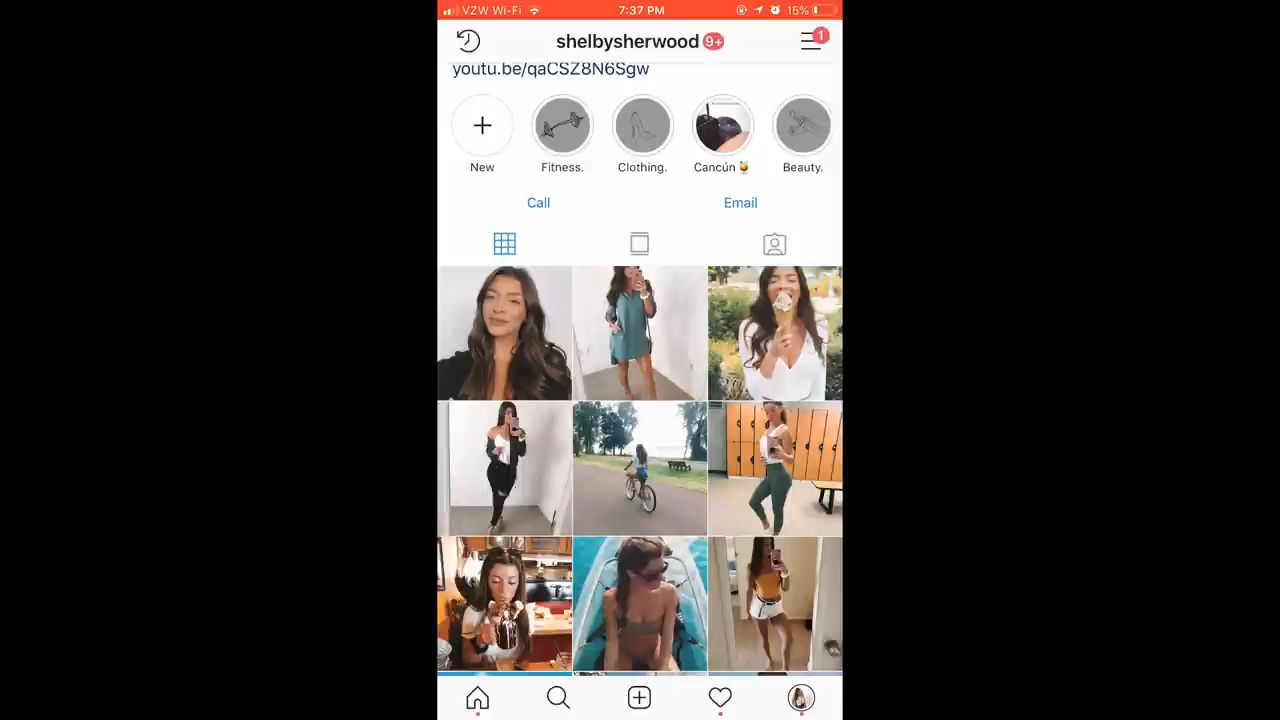 VZW Wi-Fi 7:37 PM 15%
shelbysherwood 9+ 1
youtu.be/qaCSZ8N6Sgw
New Fitness. Clothing. Cancún🍹 Beauty.
Call Email